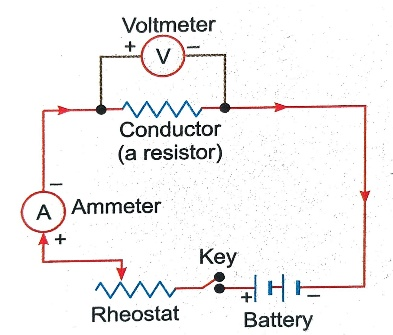 Voltmeter
+ V −
Conductor
(a resistor)
−
A Ammeter
+
Key
+ −
Rheostat
Battery